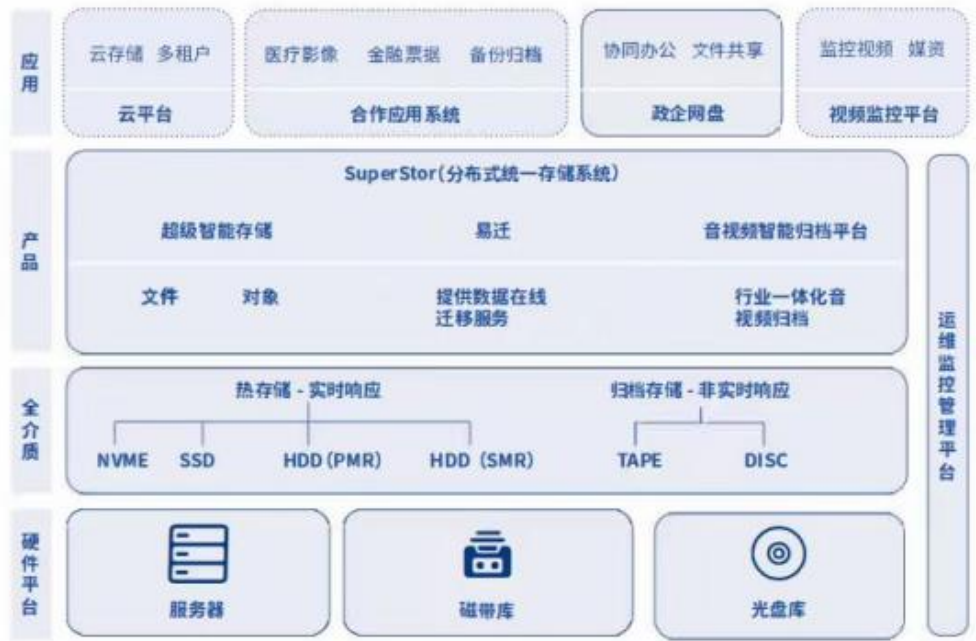 应用
云存储 多租户
云平台
医疗影像 金融票据 备份归档
合作应用系统
协同办公 文件共享
政企网盘
监控视频 媒资
视频监控平台
产品
SuperStor(分布式统一存储系统)
超级智能存储 易迁 音视频智能归档平台
文件 对象
提供数据在线
迁移服务
行业一体化音
视频归档
全介质
热存储 - 实时响应
NVME SSD HDD (PMR) HDD (SMR)
归档存储 - 非实时响应
TAPE DISC
硬件平台
服务器
磁带库
光盘库
运维监控管理平台